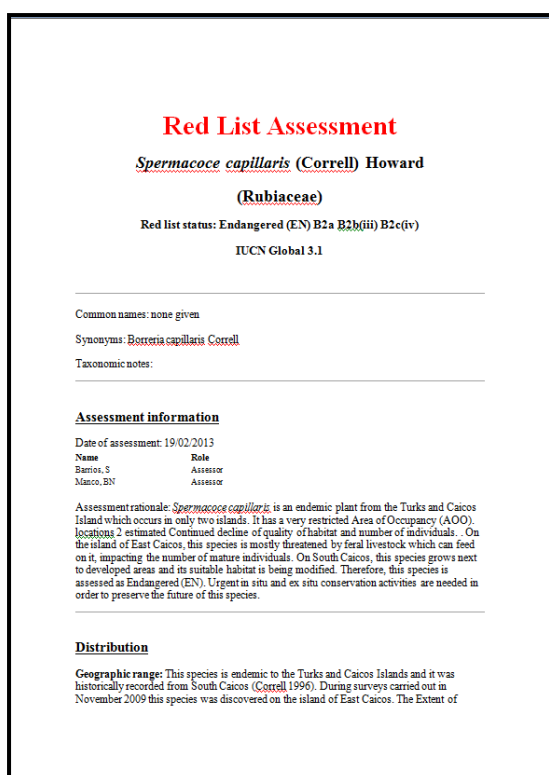 Red List Assessment
Spermacoce capillaris (Correll) Howard
(Rubiaceae)
Red list status: Endangered (EN) B2a B2b(iii) B2c(iv)
IUCN Global 3.1
Common names: none given
Synonyms: Borreria capillaris Correll
Taxonomic notes:
Assessment information
Date of assessment: 19/02/2013
Name Role
Barrios, S Assessor
Manco, BN Assessor
Assessment rationale: Spermacoce capillaris is an endemic plant from the Turks and Caicos
Island which occurs in only two islands. It has a very restricted Area of Occupancy (AOO).
locations 2 estimated Continued decline of quality of habitat and number of individuals. . On
the island of East Caicos, this species is mostly threatened by feral livestock which can feed
on it, impacting the number of mature individuals. On South Caicos, this species grows next
to developed areas and its suitable habitat is being modified. Therefore, this species is
assessed as Endangered (EN). Urgent in situ and ex situ conservation activities are needed in
order to preserve the future of this species.
Distribution
Geographic range: This species is endemic to the Turks and Caicos Islands and it was
historically recorded from South Caicos (Correll 1996). During surveys carried out in
November 2009 this species was discovered on the island of East Caicos. The Extent of